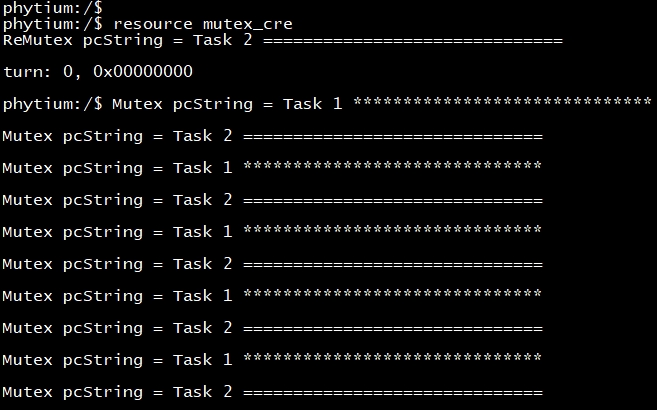 phytium:/$
phytium:/$ resource mutex_cre
ReMutex pcString = Task 2 ==============================
turn: 0, 0x00000000
phytium:/$ Mutex pcString = Task 1 ******************************
Mutex pcString = Task 2 ==============================
Mutex pcString = Task 1 ******************************
Mutex pcString = Task 2 ==============================
Mutex pcString = Task 1 ******************************
Mutex pcString = Task 2 ==============================
Mutex pcString = Task 1 ******************************
Mutex pcString = Task 2 ==============================
Mutex pcString = Task 1 ******************************
Mutex pcString = Task 2 ==============================